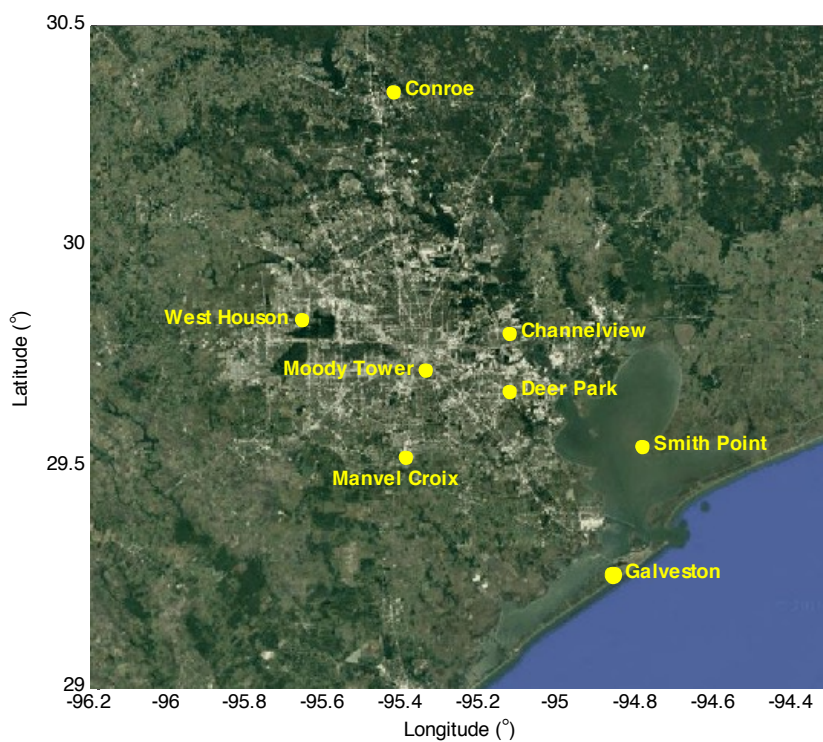 30.5
Conroe
30
West Houson
Channelview
Moody Tower
Deer Park
Smith Point
29.5
Manvel Croix
Galveston
29
-96.2 -96 -95.8 -95.6 -95.4 -95.2 -95 -94.8 -94.6 -94.4
Longitude (°)
Latitude (°)